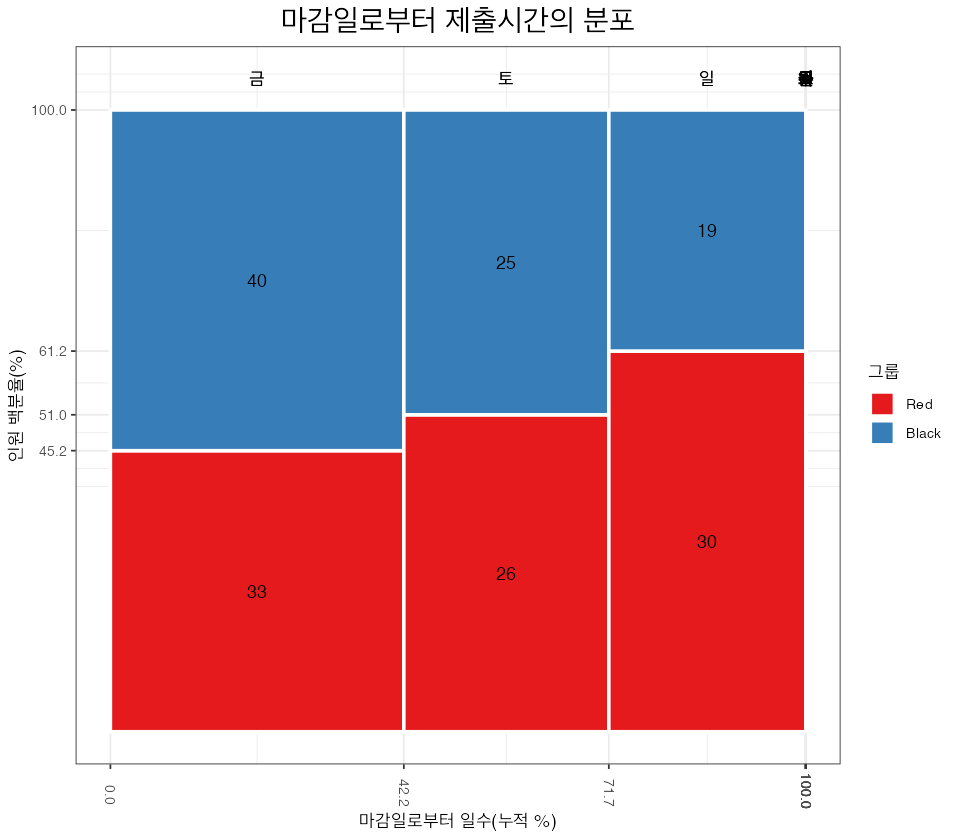 마감일로부터 제출시간의 분포
금 토 일
100.0
61.2
51.0
45.2
인원 백분율(%)
40
25
19
33
26
30
0.0 42.2 71.7 100.0
마감일로부터 일수(누적 %)
그룹
Red
Black